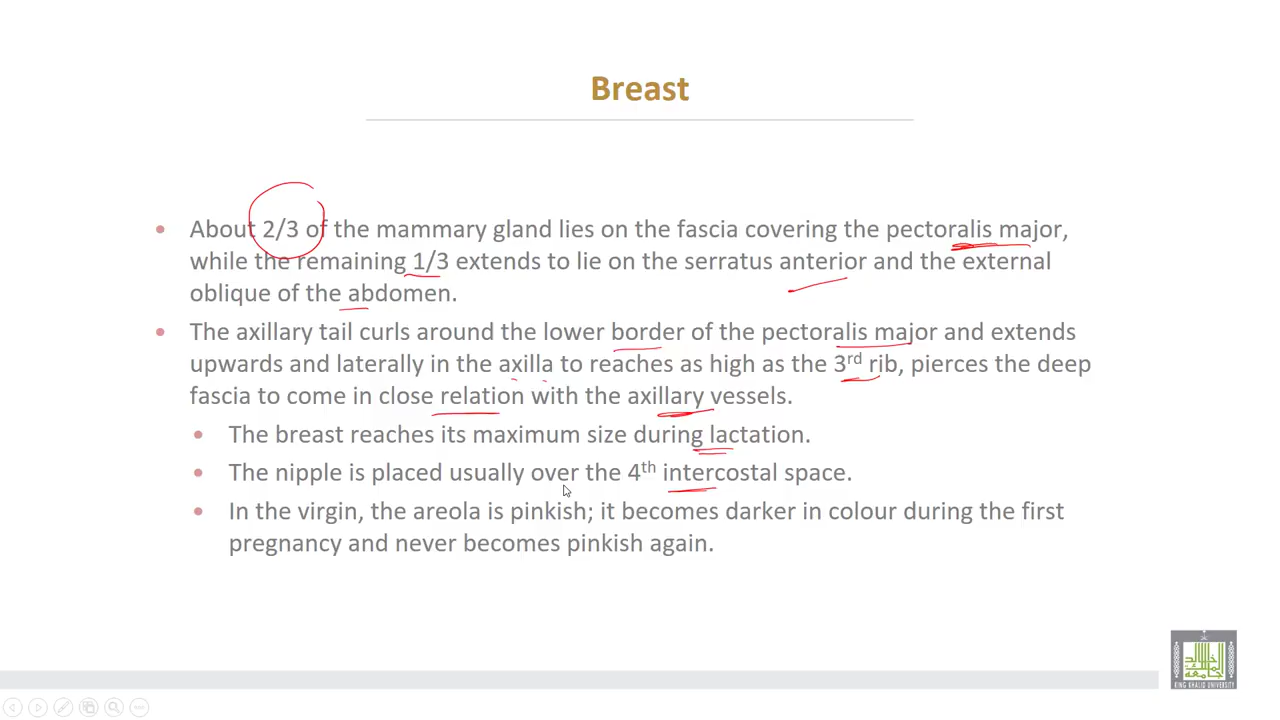 Breast
About 2/3 of the mammary gland lies on the fascia covering the pectoralis major,
while the remaining 1/3 extends to lie on the serratus anterior and the external
oblique of the abdomen.
The axillary tail curls around the lower border of the pectoralis major and extends
upwards and laterally in the axilla to reaches as high as the 3rd rib, pierces the deep
fascia to come in close relation with the axillary vessels.
The breast reaches its maximum size during lactation.
The nipple is placed usually over the 4th intercostal space.
In the virgin, the areola is pinkish; it becomes darker in colour during the first
pregnancy and never becomes pinkish again.
KING KHALID UNIVERSITY